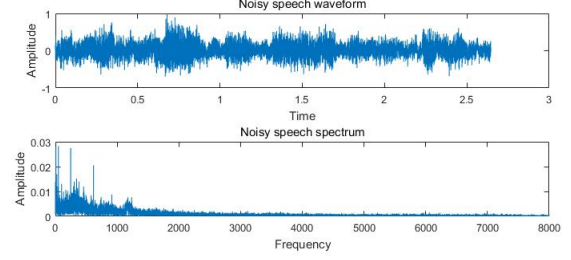 Noisy speech waveform
1
0
-1
Amplitude
0 0.5 1 1.5 2 2.5 3
Time
Noisy speech spectrum
0.03
0.02
0.01
0
Amplitude
0 1000 2000 3000 4000 5000 6000 7000 8000
Frequency